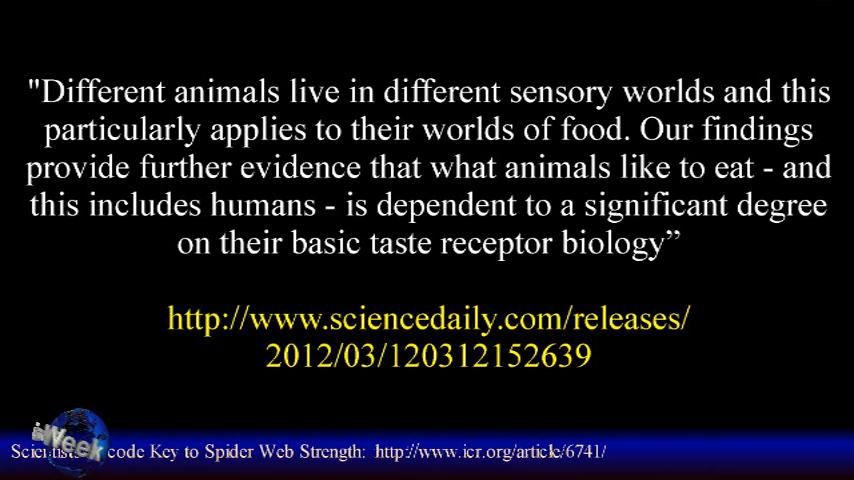 "Different animals live in different sensory worlds and this
particularly applies to their worlds of food. Our findings
provide further evidence that what animals like to eat - and
this includes humans - is dependent to a significant degree
on their basic taste receptor biology”
http://www.sciencedaily.com/releases/
2012/03/120312152639
Week
code Key to Spider Web Strength: http://www.icr.org/article/6741/